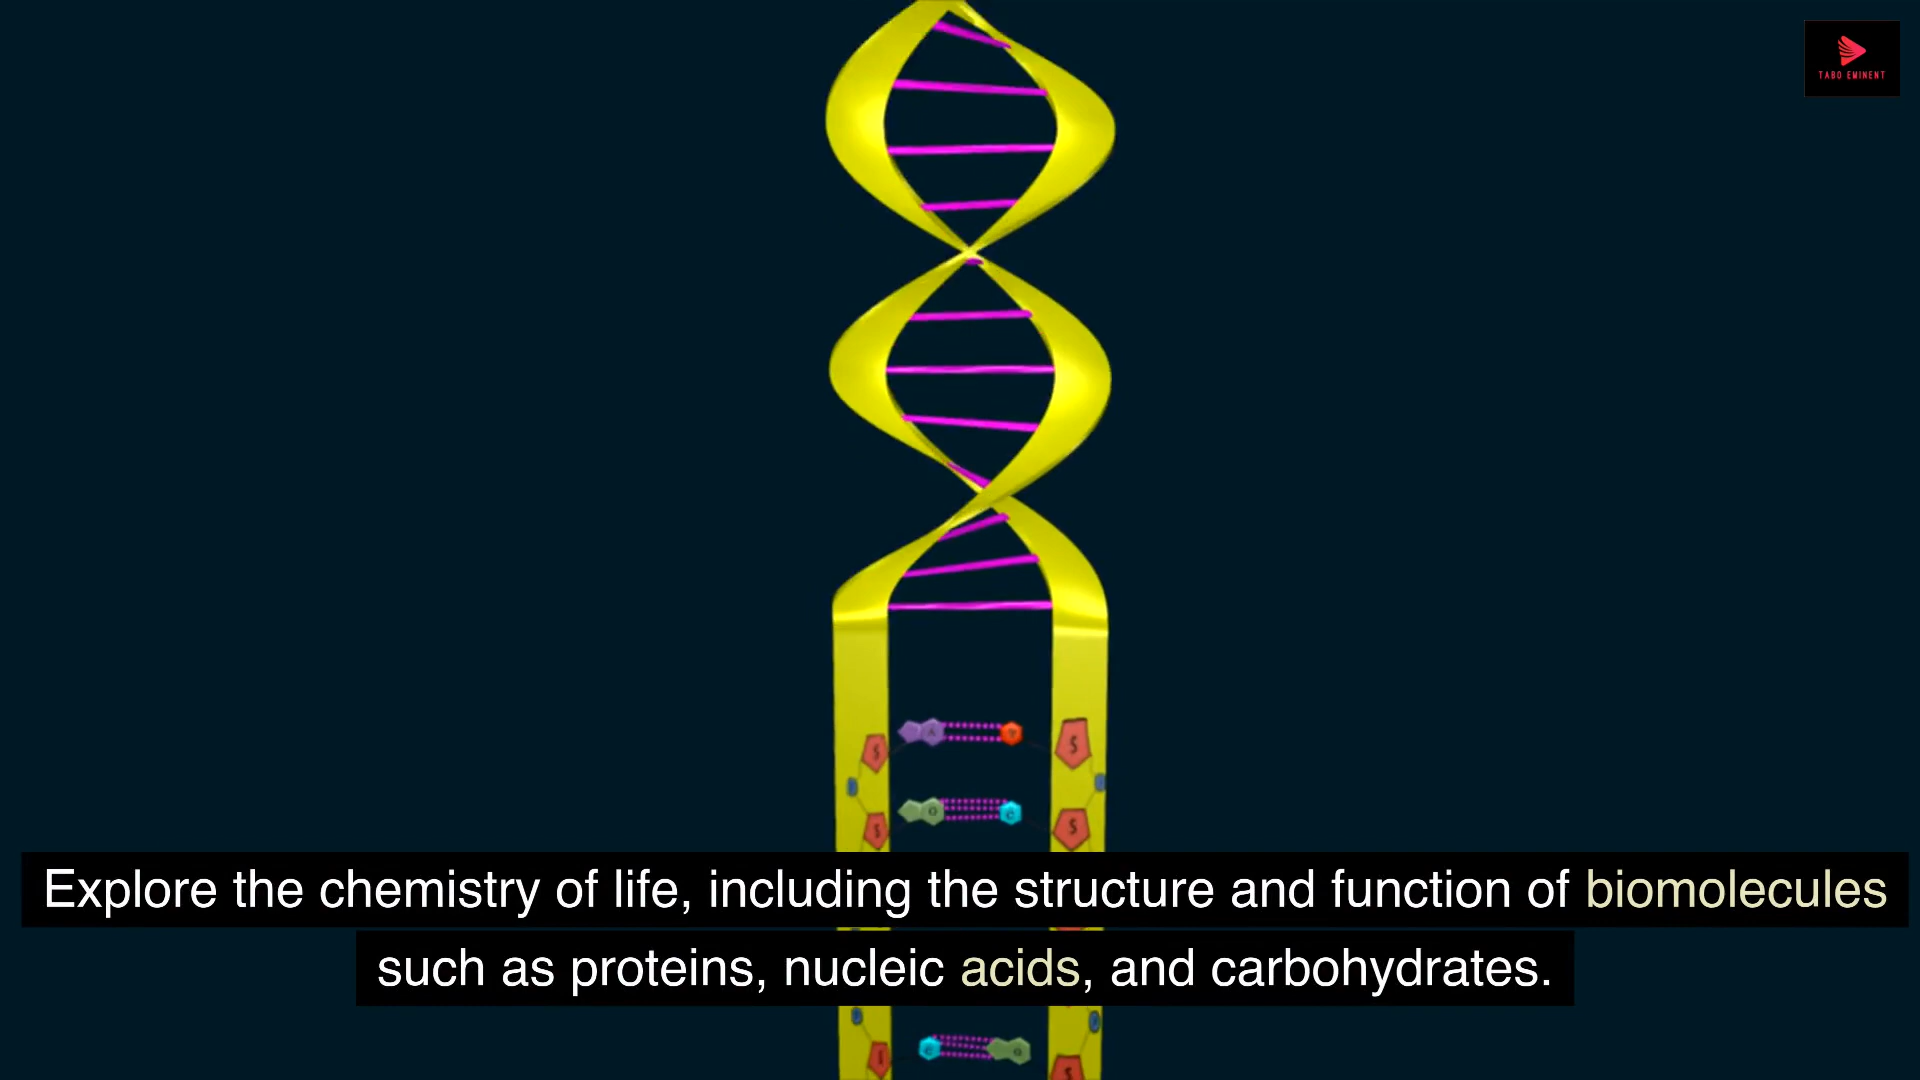 TABO EMINENT
A
S
S
G
C
S
S
Explore the chemistry of life, including the structure and function of biomolecules
such as proteins, nucleic acids, and carbohydrates.
C
G
S